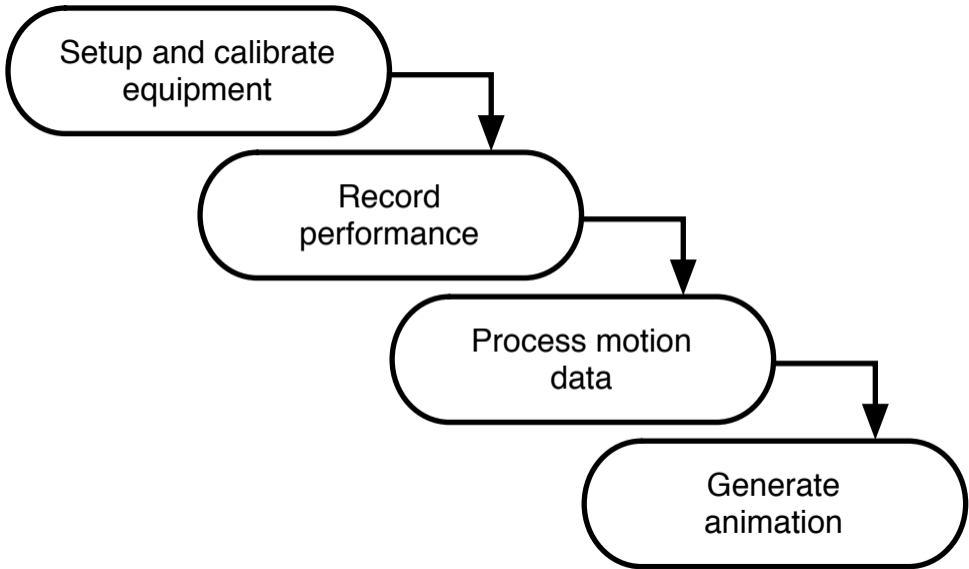 Setup and calibrate
equipment
Record
performance
Process motion
data
Generate
animation